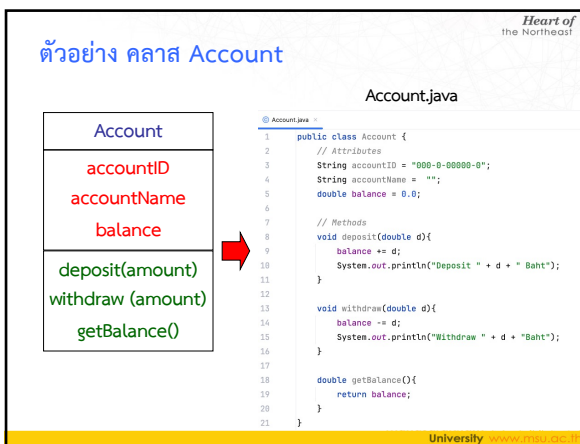 Heart of
the Northeast
ตัวอย่าง คลาส Account
Account
accountID
accountName
balance
deposit(amount)
withdraw (amount)
getBalance()
Account.java
Account.java ×
1 public class Account {
2 // Attributes
3 String accountID = "000-0-00000-0";
4 String accountName = "";
5 double balance = 0.0;
6
7 // Methods
8 void deposit(double d){
9 balance += d;
10 System.out.println("Deposit " + d + " Baht");
11 }
12
13 void withdraw(double d){
14 balance -= d;
15 System.out.println("Withdraw " + d + "Baht");
16 }
17
18 double getBalance(){
19 return balance;
20 }
21 }
University www.msu.ac.th